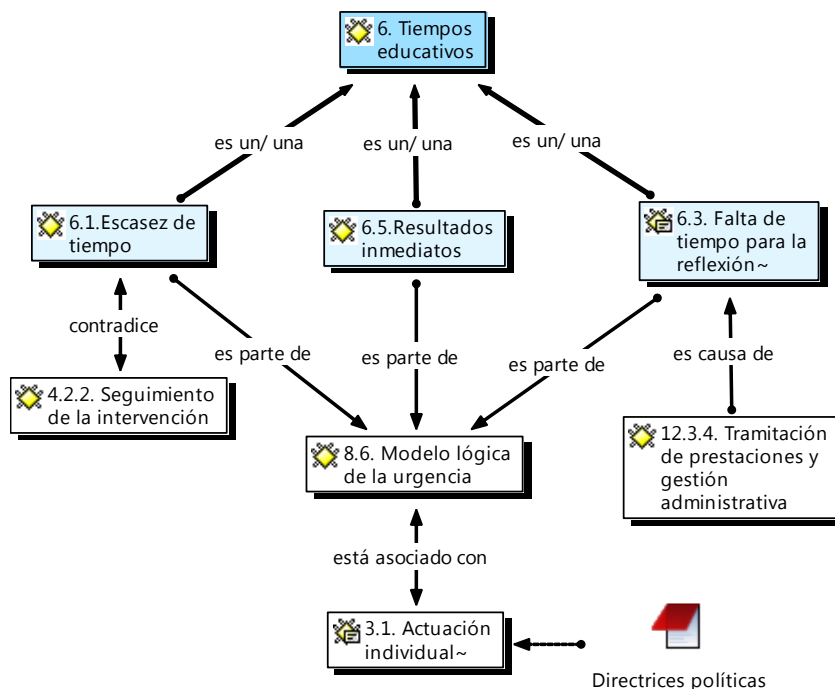 6. Tiempos
educativos
es un/ una
es un/ una
es un/ una
6.1.Escasez de
tiempo
6.5.Resultados
inmediatos
6.3. Falta de
tiempo para la
reflexión~
contradice
es parte de
es parte de
es parte de
es causa de
4.2.2. Seguimiento
de la intervención
8.6. Modelo lógica
de la urgencia
12.3.4. Tramitación
de prestaciones y
gestión
administrativa
está asociado con
3.1. Actuación
individual~
Directrices políticas